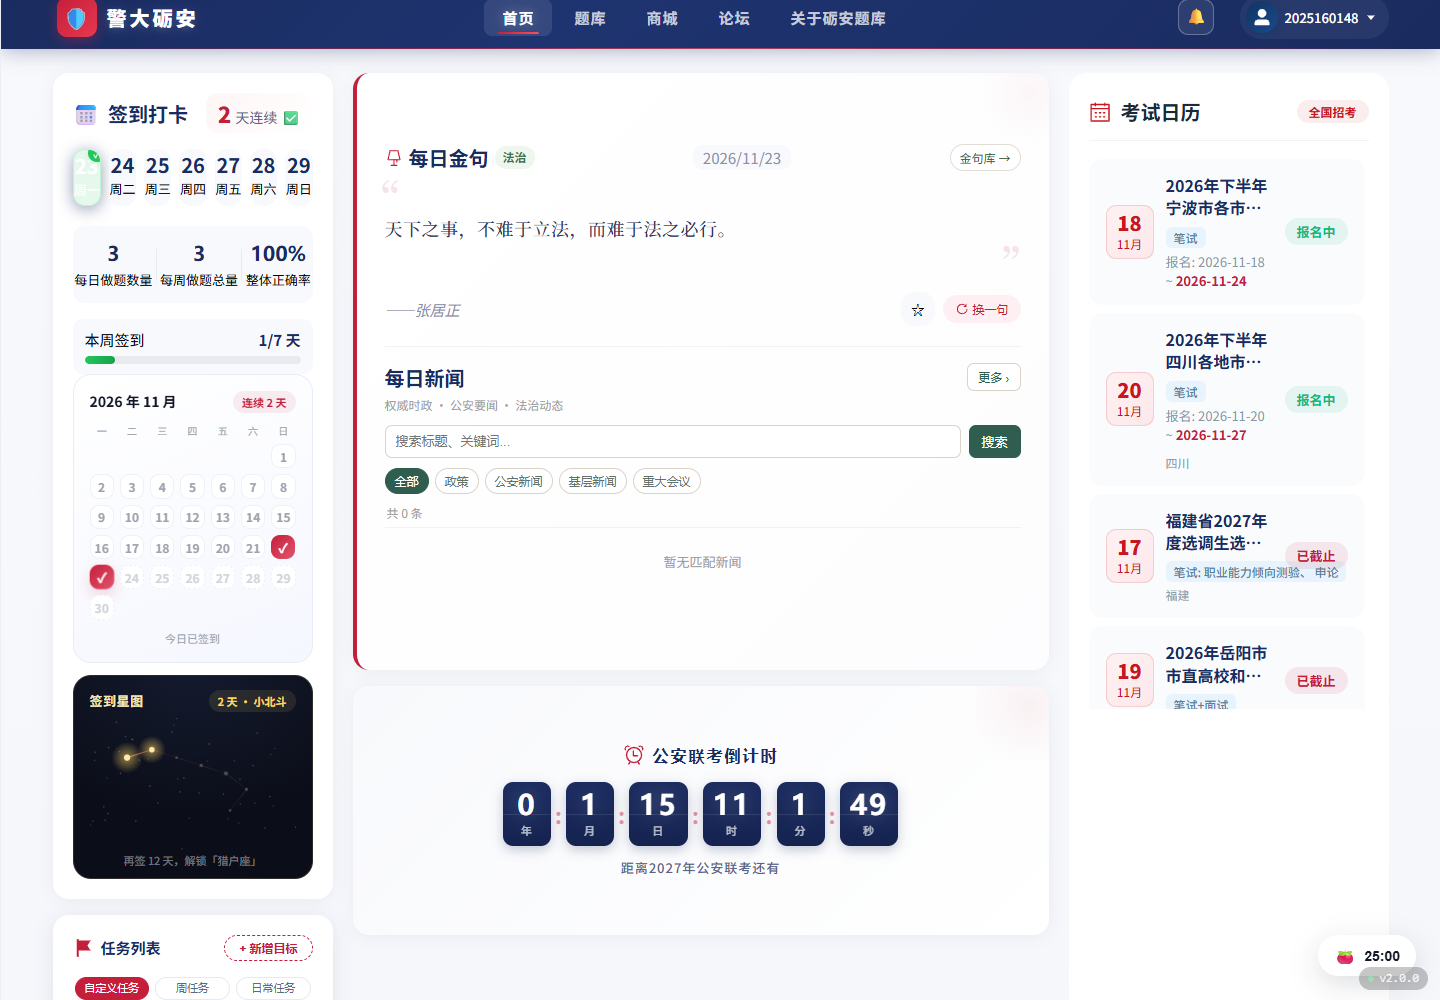 警大砺安
首页
题库
商城
论坛
关于砺安题库
2025160148
签到打卡
2 天连续
23 24 25 26 27 28 29
周一 周二 周三 周四 周五 周六 周日
3 3 100%
每日做题数量 每周做题总量 整体正确率
本周签到 1/7 天
2026 年 11 月 连续 2 天
一 二 三 四 五 六 日
1
2 3 4 5 6 7 8
9 10 11 12 13 14 15
16 17 18 19 20 21 ✓
✓ 24 25 26 27 28 29
30
今日已签到
签到星图 2 天 · 小北斗
再签 12 天，解锁「猎户座」
任务列表 + 新增目标
自定义任务 周任务 日常任务
每日金句 法治 2026/11/23 金句库 →
“
天下之事，不难于立法，而难于法之必行。
”
——张居正 ☆ 换一句
每日新闻 更多 ›
权威时政 · 公安要闻 · 法治动态
搜索标题、关键词... 搜索
全部 政策 公安新闻 基层新闻 重大会议
共 0 条
暂无匹配新闻
公安联考倒计时
0 : 1 : 15 : 11 : 1 : 49
年 月 日 时 分 秒
距离2027年公安联考还有
考试日历 全国招考
18
11月
2026年下半年
宁波市各市…
笔试
报名: 2026-11-18
~ 2026-11-24
报名中
20
11月
2026年下半年
四川各地市…
笔试
报名: 2026-11-20
~ 2026-11-27
四川
报名中
17
11月
福建省2027年
度选调生选…
笔试: 职业能力倾向测验、 申论
福建
已截止
19
11月
2026年岳阳市
市直高校和…
笔试+面试
已截止
25:00
v2.0.0